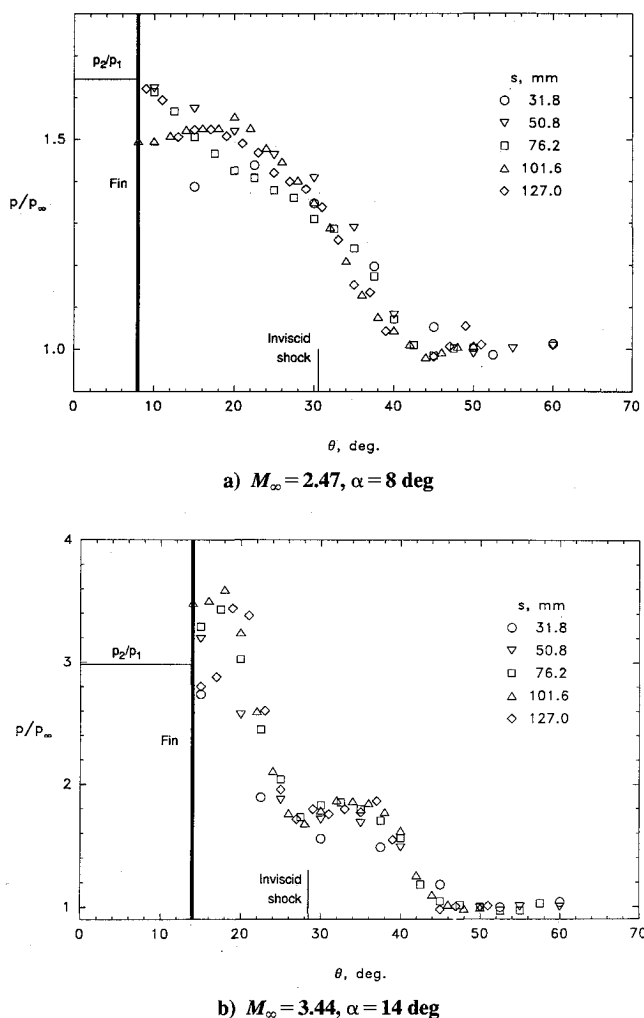 p₂/p₁
s, mm
○ 31.8
▽ 50.8
□ 76.2
△ 101.6
◇ 127.0
1.5
Fin
p/p∞
1.0
Inviscid
shock
0 10 20 30 40 50 60 70
θ, deg.
a) M∞ = 2.47, α = 8 deg
4
s, mm
○ 31.8
▽ 50.8
□ 76.2
△ 101.6
◇ 127.0
3
p₂/p₁
p/p∞
Fin
2
Inviscid
shock
1
0 10 20 30 40 50 60 70
θ, deg.
b) M∞ = 3.44, α = 14 deg